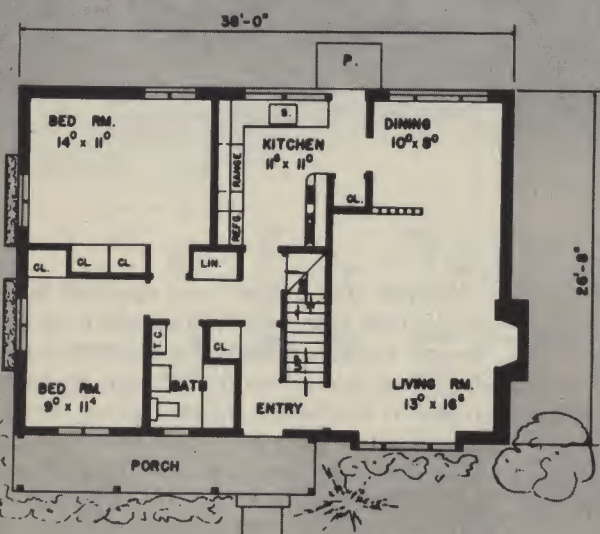 38'-0"
P.
BED RM.
14⁰ x 11⁰
S.
KITCHEN
11⁶ x 11⁰
DINING
10⁰ x 8⁰
RANGE
REFG.
CL.
CL.
CL
CL
LIN.
26'-8"
T.C.
CL.
UP
BED RM.
9⁰ x 11⁴
BATH
ENTRY
LIVING RM.
13⁰ x 16⁶
PORCH